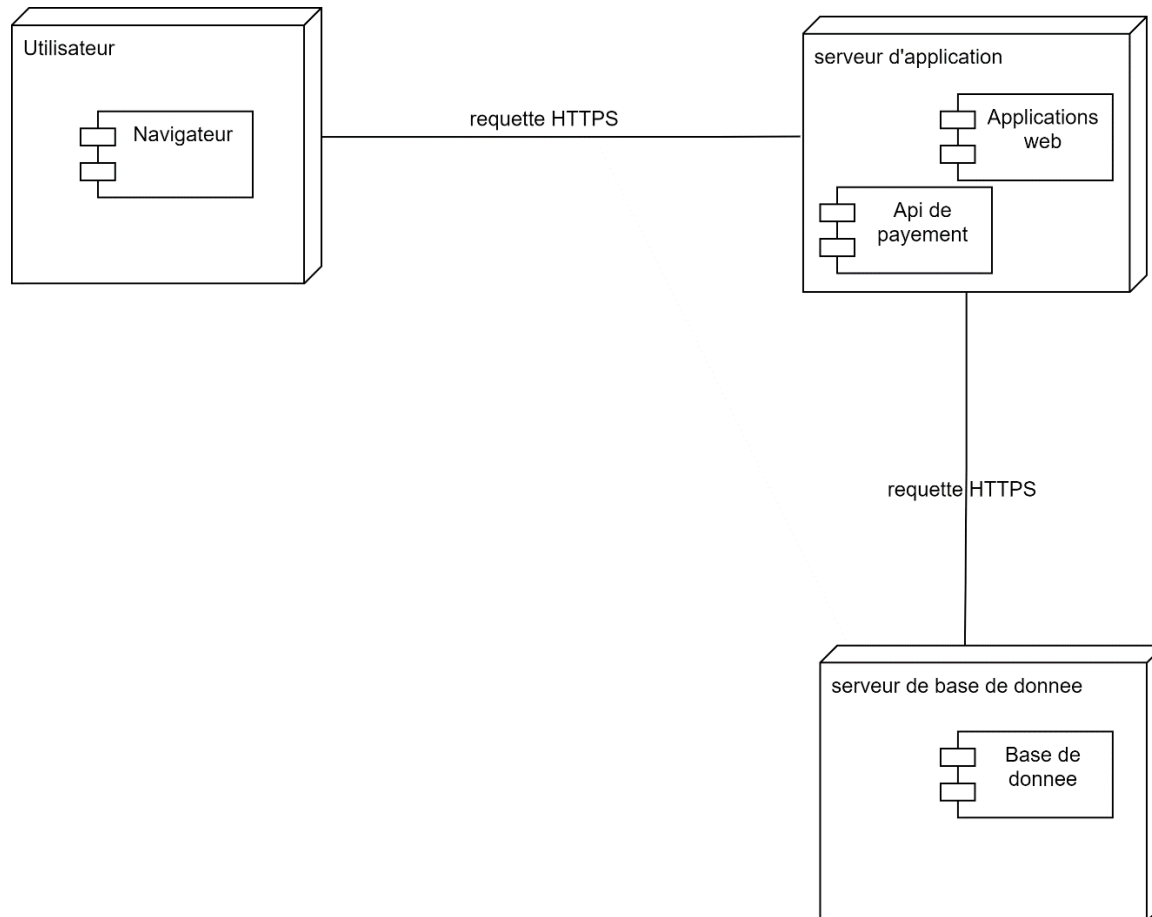 Utilisateur
Navigateur
requette HTTPS
serveur d'application
Applications
web
Api de
payement
requette HTTPS
serveur de base de donnee
Base de
donnee